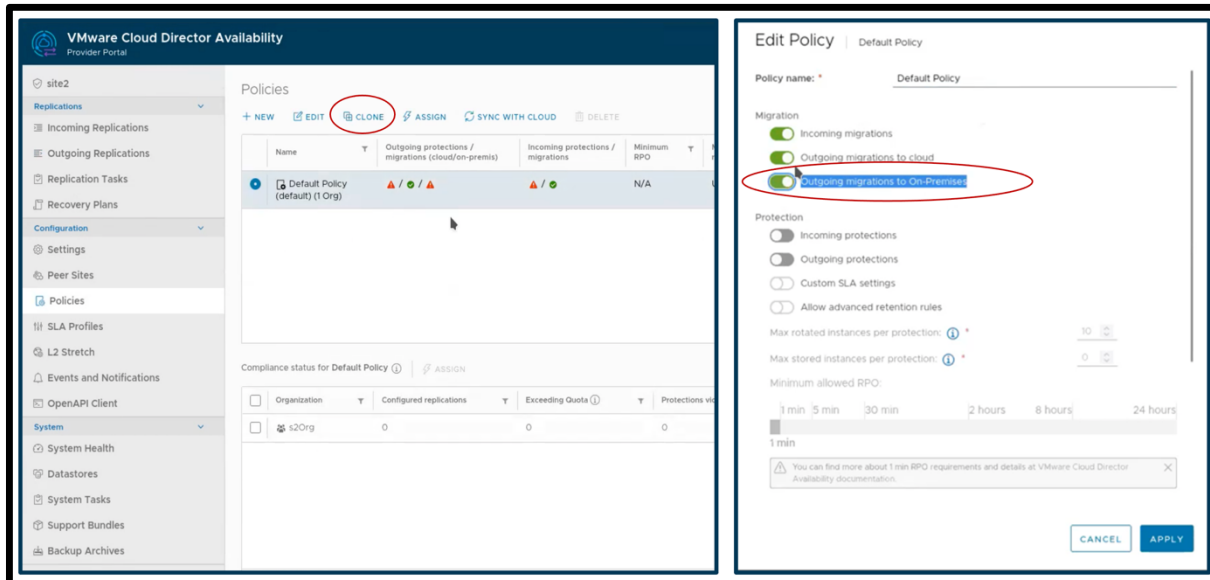 VMware Cloud Director Availability
Provider Portal
site2
Replications
Incoming Replications
Outgoing Replications
Replication Tasks
Recovery Plans
Configuration
Settings
Peer Sites
Policies
SLA Profiles
L2 Stretch
Events and Notifications
OpenAPI Client
System
System Health
Datastores
System Tasks
Support Bundles
Backup Archives
Policies
+ NEW EDIT CLONE ASSIGN SYNC WITH CLOUD DELETE
Name
Outgoing protections /
migrations (cloud/on-premis)
Incoming protections /
migrations
Minimum
RPO
Default Policy
(default) (1 Org)
/ / /
N/A
Compliance status for Default Policy ASSIGN
Organization Configured replications Exceeding Quota Protections
s2Org 0 0 0
Edit Policy | Default Policy
Policy name: * Default Policy
Migration
Incoming migrations
Outgoing migrations to cloud
Outgoing migrations to On-Premises
Protection
Incoming protections
Outgoing protections
Custom SLA settings
Allow advanced retention rules
Max rotated instances per protection: * 10
Max stored instances per protection: * 0
Minimum allowed RPO:
1 min 5 min 30 min 2 hours 8 hours 24 hours
1 min
You can find more about 1 min RPO requirements and details at VMware Cloud Director
Availability documentation.
CANCEL APPLY